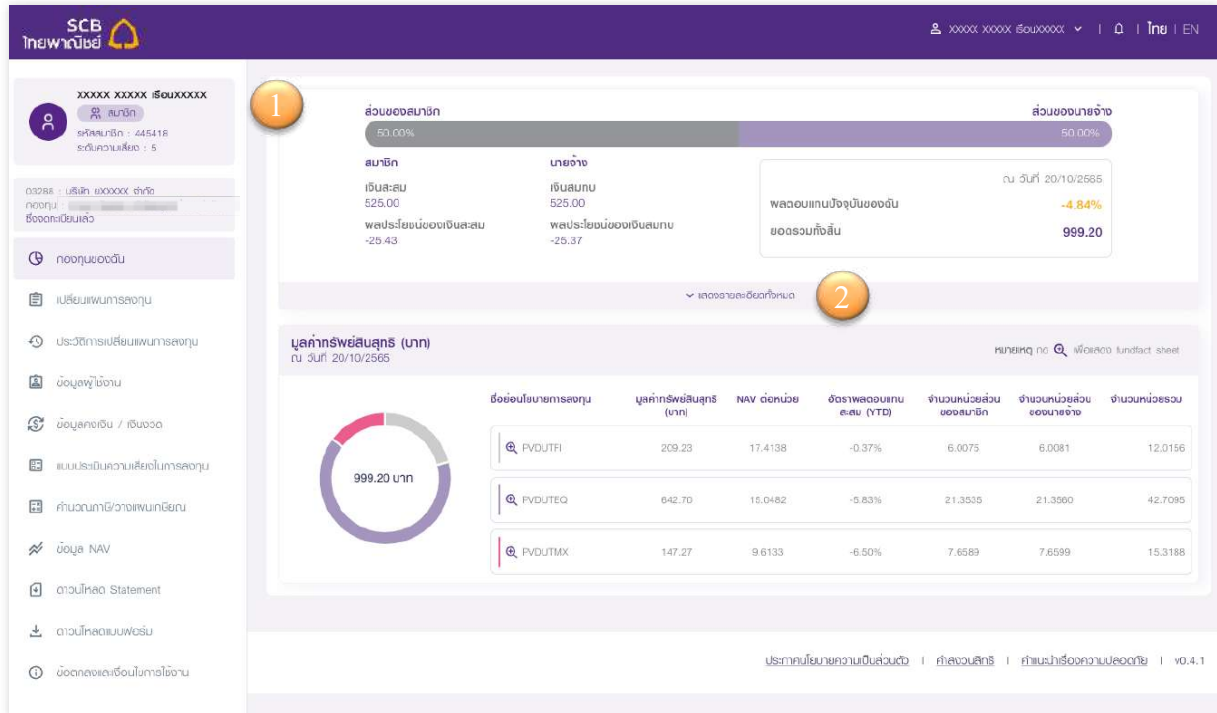 SCB
ไทยพาณิชย์
XXXXX XXXXX เรือนXXXXX | ไทย | EN
XXXXX XXXXX เรือนXXXXX
สมาชิก
รหัสสมาชิก : 445418
ระดับความเสี่ยง : 5
03288 : บริษัท ยXXXXX จำกัด
กองทุน :
ซึ่งจดทะเบียนแล้ว
กองทุนของฉัน
เปลี่ยนแผนการลงทุน
ประวัติการเปลี่ยนแผนการลงทุน
ข้อมูลผู้ใช้งาน
ข้อมูลคงเงิน / เงินงวด
แบบประเมินความเสี่ยงในการลงทุน
คำนวณภาษี/วางแผนเกษียณ
ข้อมูล NAV
ดาวน์โหลด Statement
ดาวน์โหลดแบบฟอร์ม
ข้อตกลงและเงื่อนไขการใช้งาน
1
ส่วนของสมาชิก ส่วนของนายจ้าง
50.00% 50.00%
สมาชิก นายจ้าง
เงินสะสม เงินสมทบ
525.00 525.00
ผลประโยชน์ของเงินสะสม ผลประโยชน์ของเงินสมทบ
-25.43 -25.37
ณ วันที่ 20/10/2565
ผลตอบแทนปัจจุบันของฉัน -4.84%
ยอดรวมทั้งสิ้น 999.20
แสดงรายละเอียดทั้งหมด
2
มูลค่าทรัพย์สินสุทธิ (บาท)
ณ วันที่ 20/10/2565
หมายเหตุ กด เพื่อแสดง fundfact sheet
999.20 บาท
ชื่อย่อนโยบายการลงทุน มูลค่าทรัพย์สินสุทธิ NAV ต่อหน่วย อัตราผลตอบแทน จำนวนหน่วยส่วน จำนวนหน่วยส่วน จำนวนหน่วยรวม
(บาท) สะสม (YTD) ของสมาชิก ของนายจ้าง
PVDUTFI 209.23 17.4138 -0.37% 6.0075 6.0081 12.0156
PVDUTEQ 642.70 15.0482 -5.83% 21.3535 21.3560 42.7095
PVDUTMX 147.27 9.6133 -6.50% 7.6589 7.6599 15.3188
ประกาศนโยบายความเป็นส่วนตัว | คำสงวนสิทธิ | คำแนะนำเรื่องความปลอดภัย | v0.4.1